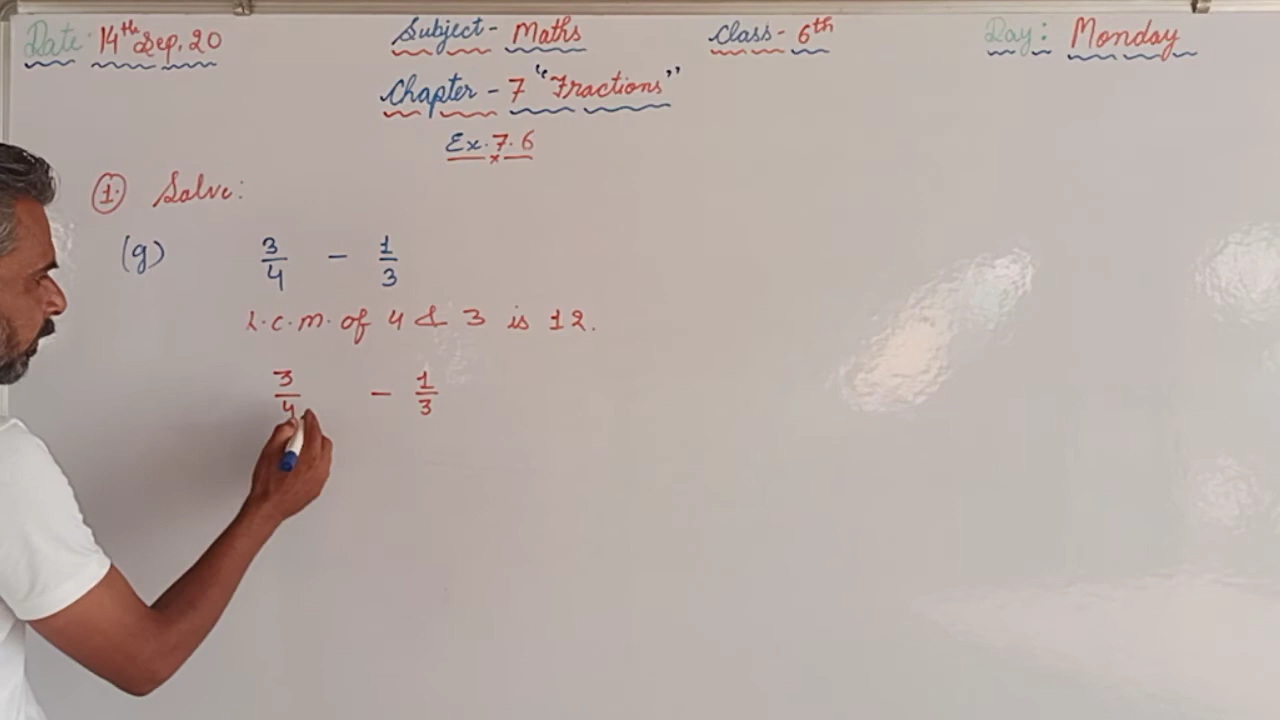 Date: 14th Sep. 20 Subject - Maths Class - 6th Day: Monday
Chapter - 7 "Fractions"
Ex. 7.6
1. Solve:
(g) 3/4 - 1/3
L.C.M. of 4 & 3 is 12.
3/4 - 1/3